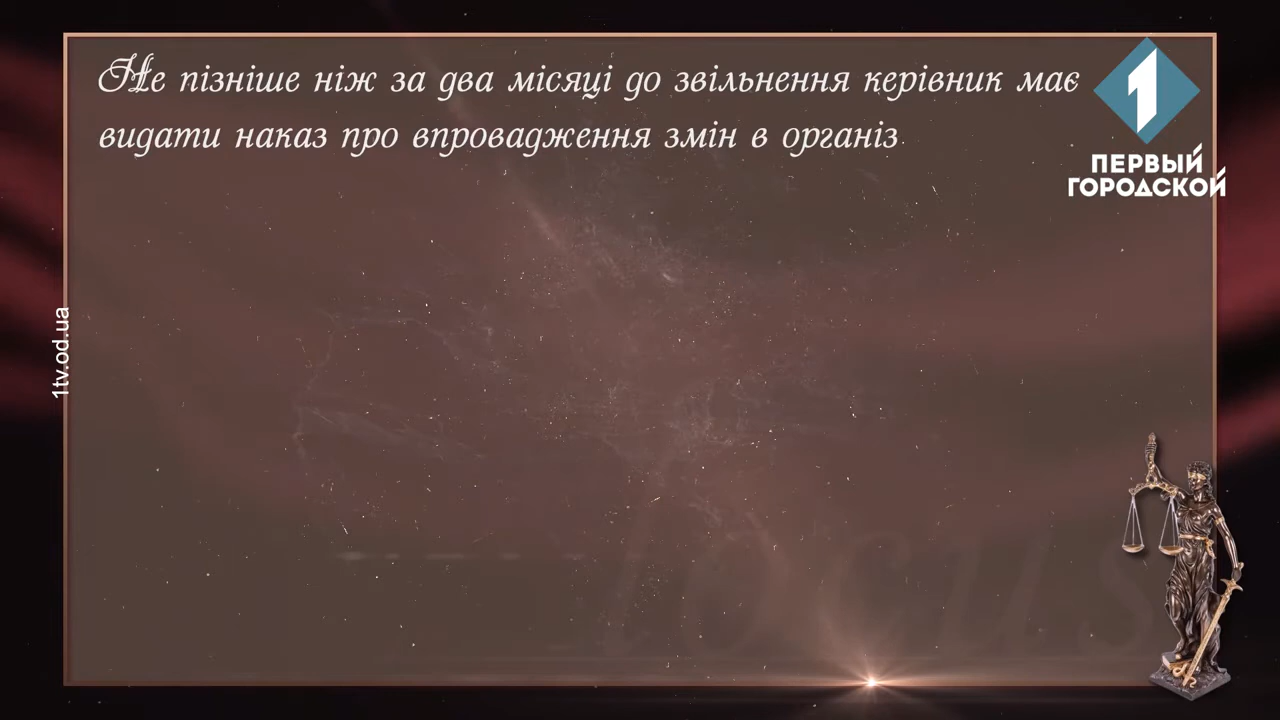 Не пізніше ніж за два місяці до звільнення керівник має
видати наказ про впровадження змін в організ
ПЕРВЫЙ
ГОРОДСКОЙ
1tv.od.ua
1